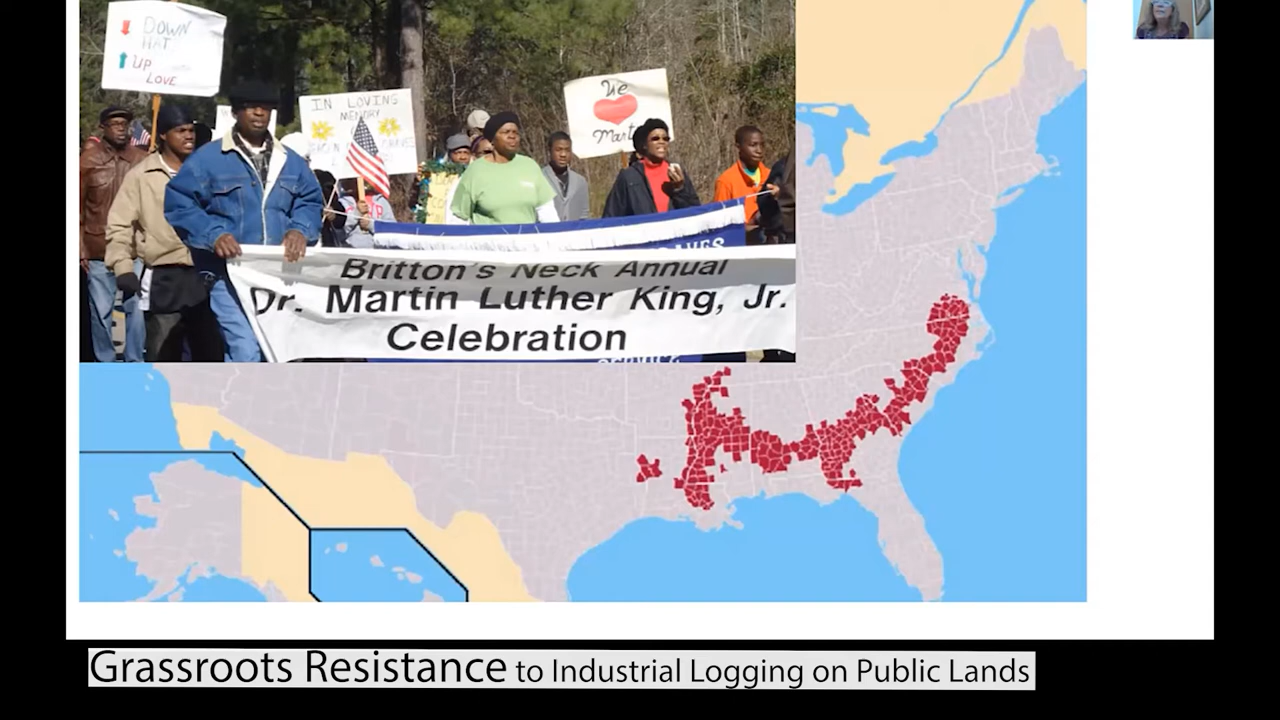 DOWN
HAT
UP
LOVE
IN LOVING
MEMORY
We
Mart
Britton's Neck Annual
Dr. Martin Luther King, Jr.
Celebration
SERVICE
Grassroots Resistance to Industrial Logging on Public Lands